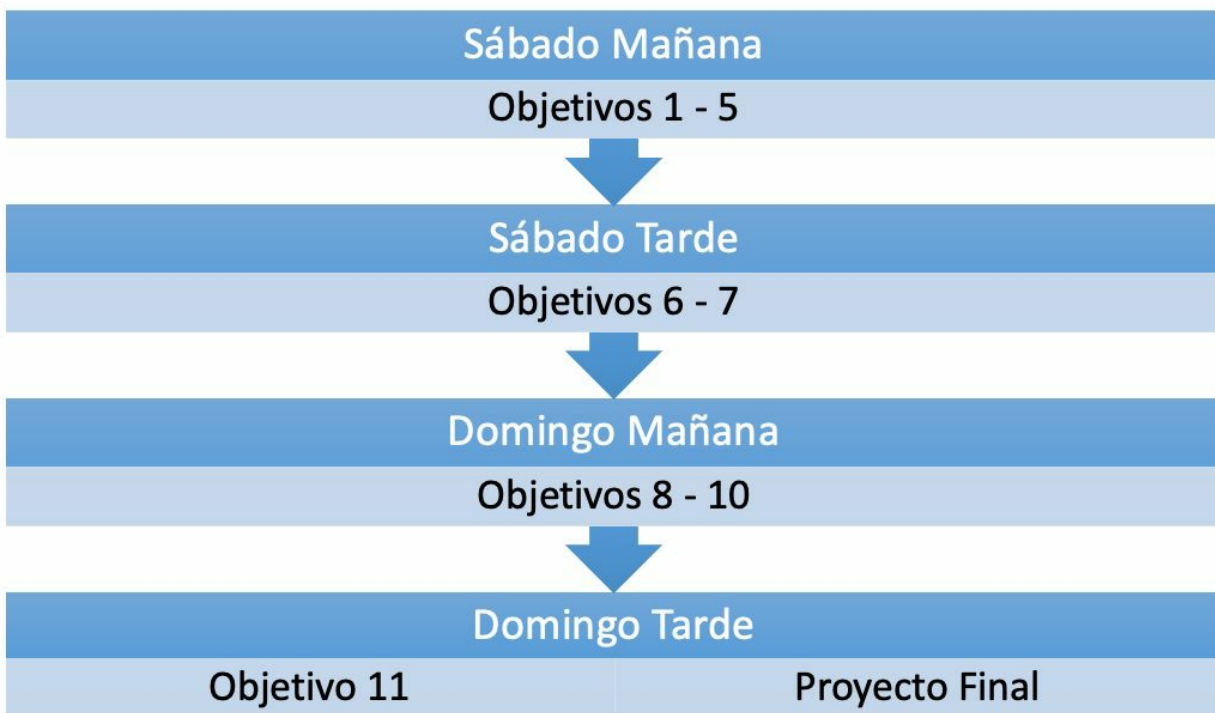 Sábado Mañana
Objetivos 1 - 5
Sábado Tarde
Objetivos 6 - 7
Domingo Mañana
Objetivos 8 - 10
Domingo Tarde
Objetivo 11
Proyecto Final